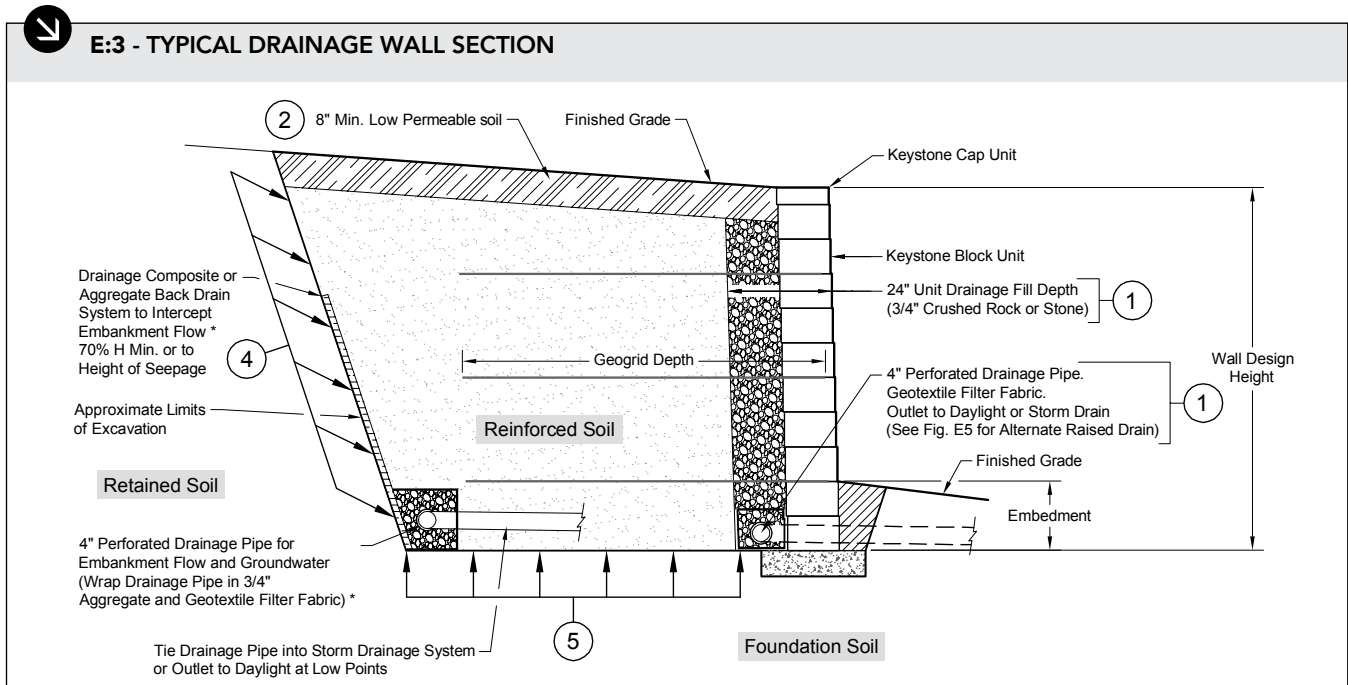 E:3 - TYPICAL DRAINAGE WALL SECTION
2
8" Min. Low Permeable soil
Finished Grade
Keystone Cap Unit
Keystone Block Unit
24" Unit Drainage Fill Depth
(3/4" Crushed Rock or Stone)
1
Drainage Composite or
Aggregate Back Drain
System to Intercept
Embankment Flow *
70% H Min. or to
Height of Seepage
4
Geogrid Depth
Wall Design
Height
4" Perforated Drainage Pipe.
Geotextile Filter Fabric.
Outlet to Daylight or Storm Drain
(See Fig. E5 for Alternate Raised Drain)
1
Approximate Limits
of Excavation
Reinforced Soil
Finished Grade
Retained Soil
Embedment
4" Perforated Drainage Pipe for
Embankment Flow and Groundwater
(Wrap Drainage Pipe in 3/4"
Aggregate and Geotextile Filter Fabric) *
5
Tie Drainage Pipe into Storm Drainage System
or Outlet to Daylight at Low Points
Foundation Soil